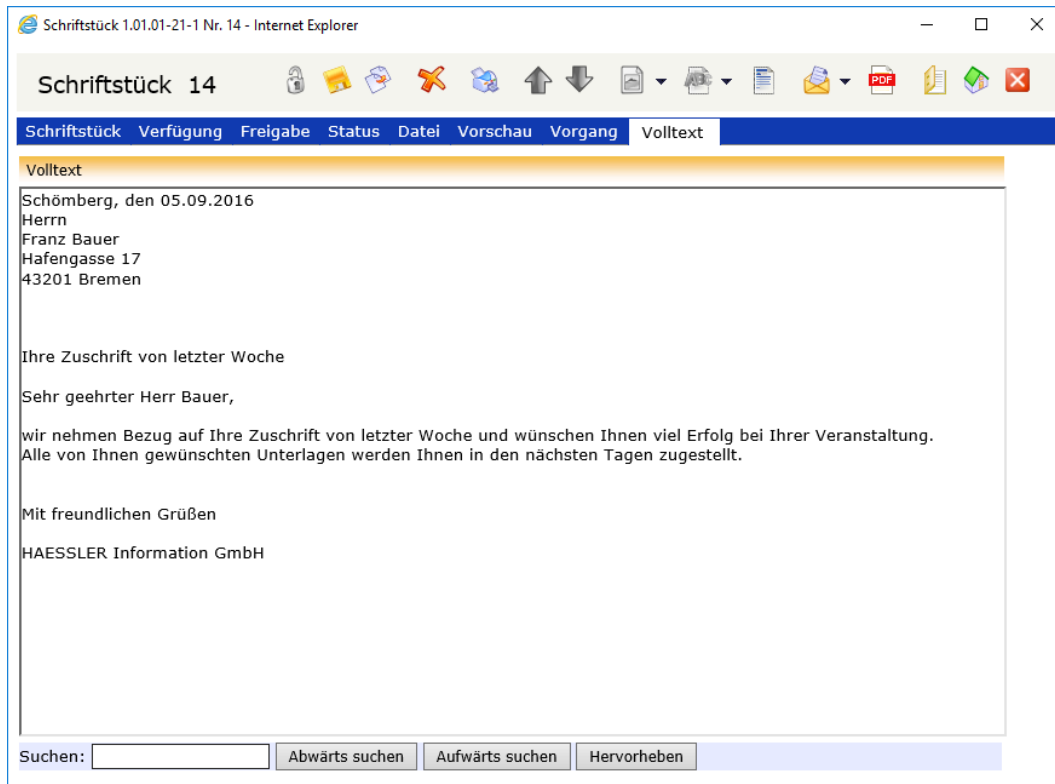 Schriftstück 1.01.01-21-1 Nr. 14 - Internet Explorer
Schriftstück 14
PDF
Schriftstück Verfügung Freigabe Status Datei Vorschau Vorgang Volltext
Volltext
Schömberg, den 05.09.2016
Herrn
Franz Bauer
Hafengasse 17
43201 Bremen
Ihre Zuschrift von letzter Woche
Sehr geehrter Herr Bauer,
wir nehmen Bezug auf Ihre Zuschrift von letzter Woche und wünschen Ihnen viel Erfolg bei Ihrer Veranstaltung.
Alle von Ihnen gewünschten Unterlagen werden Ihnen in den nächsten Tagen zugestellt.
Mit freundlichen Grüßen
HAESSLER Information GmbH
Suchen: Abwärts suchen Aufwärts suchen Hervorheben